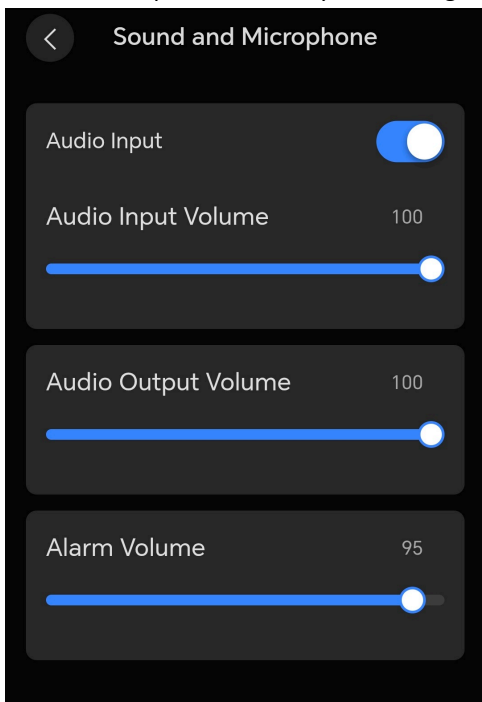 Sound and Microphone
Audio Input
Audio Input Volume 100
Audio Output Volume 100
Alarm Volume 95